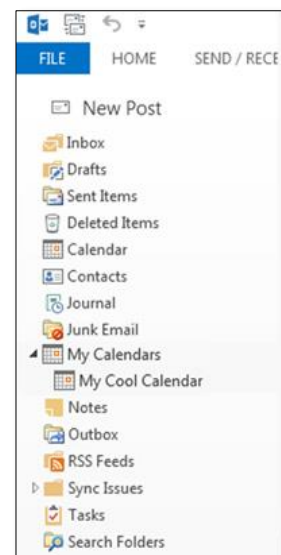 FILE HOME SEND / RECE
New Post
Inbox
Drafts
Sent Items
Deleted Items
Calendar
Contacts
Journal
Junk Email
My Calendars
My Cool Calendar
Notes
Outbox
RSS Feeds
Sync Issues
Tasks
Search Folders